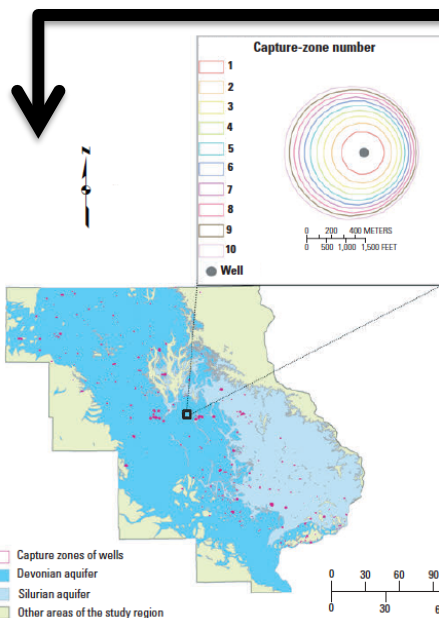 Capture-zone number
1
2
3
4
5
6
7
8
9
10
Well
0 200 400 METERS
0 500 1,000 1,500 FEET
N
Capture zones of wells
Devonian aquifer
Silurian aquifer
Other areas of the study region
0 30 60 90
0 30 6